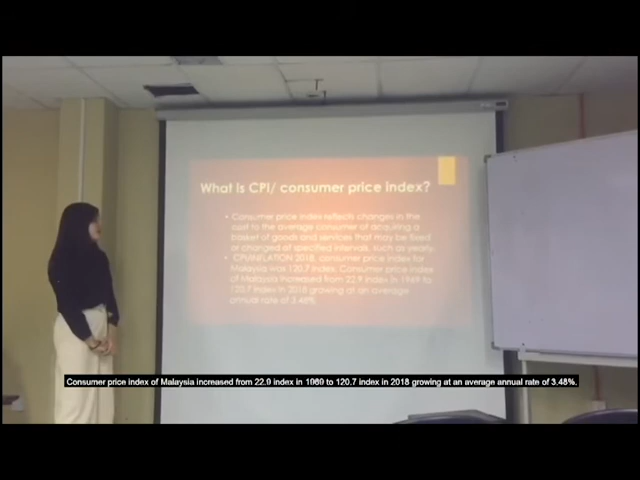 What is CPI/ consumer price index?
• Consumer price index reflects changes in the
cost to the average consumer of acquiring a
basket of goods and services that may be fixed
or changed of specified intervals, such as yearly.
• CPI/INFLATION 2018, consumer price index for
Malaysia was 120.7 index. Consumer price index
of Malaysia increased from 22.9 index in 1969 to
120.7 index in 2018 growing at an average
annual rate of 3.48%
Consumer price index of Malaysia increased from 22.9 index in 1969 to 120.7 index in 2018 growing at an average annual rate of 3.48%.